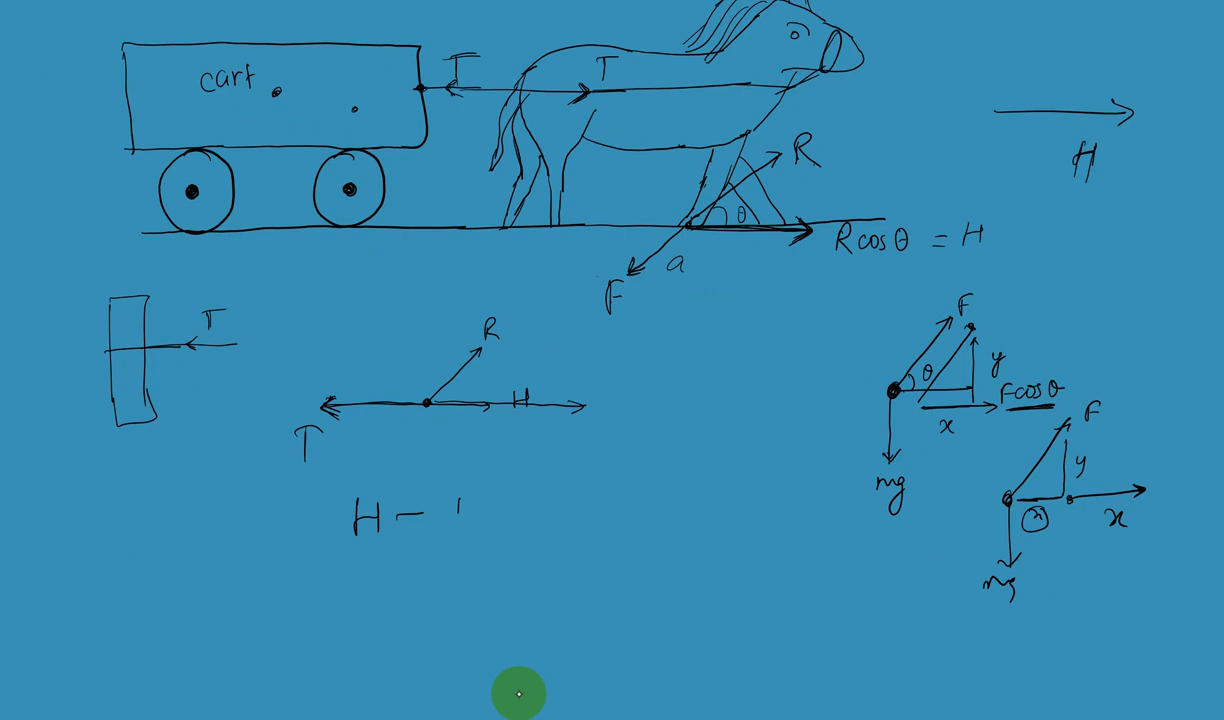 cart
T
T
R
θ
H
R cos θ = H
a
F
T
R
H
T
H –
F
θ
y
F cos θ
x
mg
F
y
x
x
mg